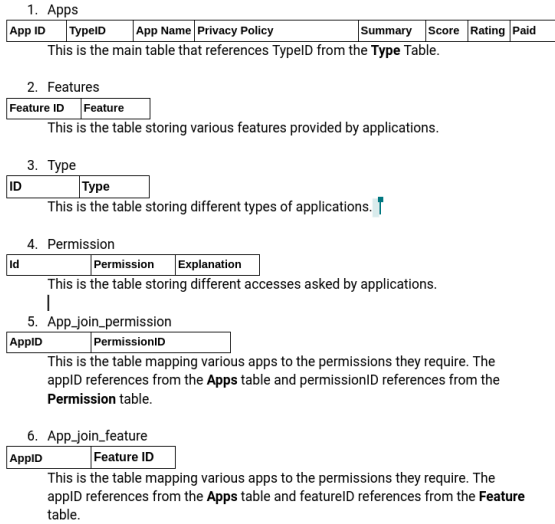 1. Apps
App ID TypeID App Name Privacy Policy Summary Score Rating Paid
This is the main table that references TypeID from the Type Table.
2. Features
Feature ID Feature
This is the table storing various features provided by applications.
3. Type
ID Type
This is the table storing different types of applications.
4. Permission
Id Permission Explanation
This is the table storing different accesses asked by applications.
5. App_join_permission
AppID PermissionID
This is the table mapping various apps to the permissions they require. The
appID references from the Apps table and permissionID references from the
Permission table.
6. App_join_feature
AppID Feature ID
This is the table mapping various apps to the permissions they require. The
appID references from the Apps table and featureID references from the Feature
table.